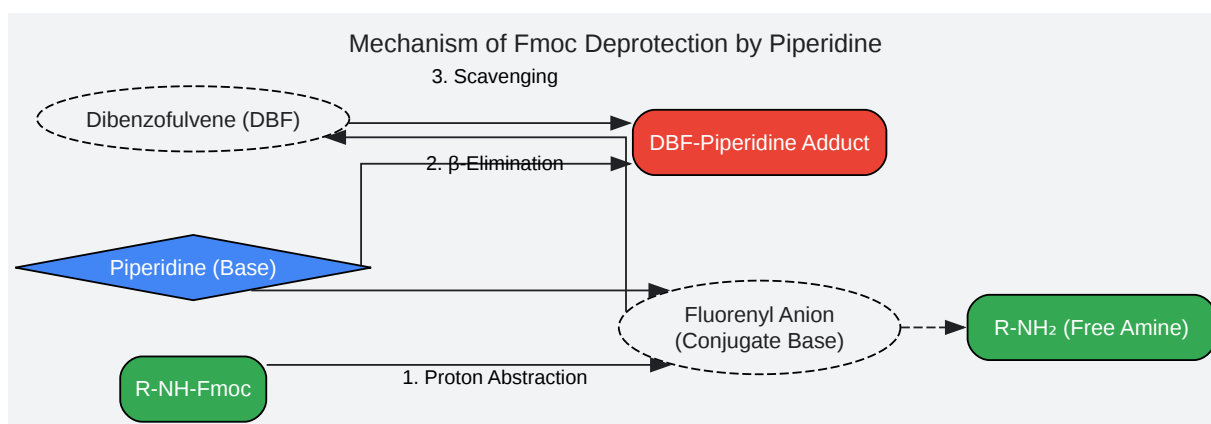 Mechanism of Fmoc Deprotection by Piperidine
3. Scavenging
Dibenzofulvene (DBF)
DBF-Piperidine Adduct
2. β-Elimination
Piperidine (Base)
Fluorenyl Anion
(Conjugate Base)
R-NH₂ (Free Amine)
1. Proton Abstraction
R-NH-Fmoc